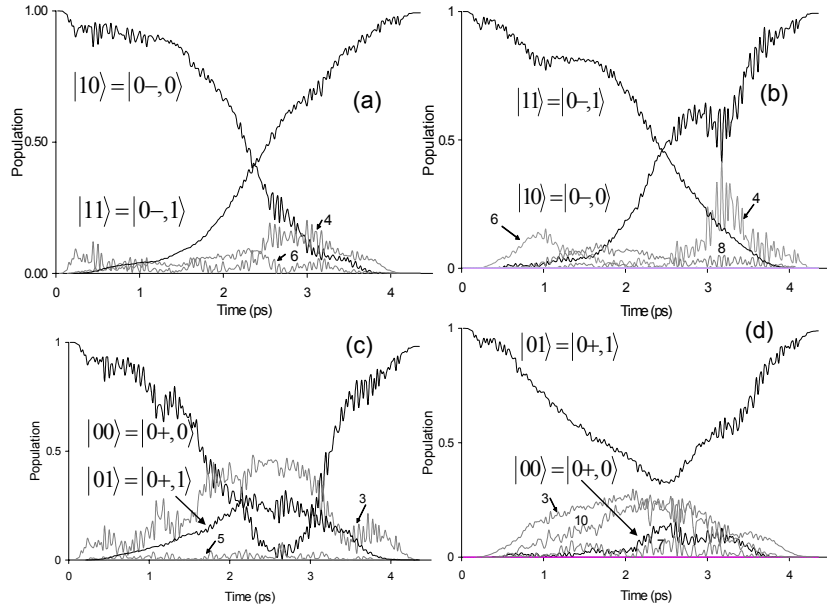 1.00
0.50
0.00
Population
|10⟩=|0−,0⟩
|11⟩=|0−,1⟩
(a)
4
6
0 1 2 3 4
Time (ps)
1
0.5
0
Population
|11⟩=|0−,1⟩
|10⟩=|0−,0⟩
(b)
6
4
8
0 1 2 3 4
Time (ps)
1
0.5
0
Population
(c)
|00⟩=|0+,0⟩
|01⟩=|0+,1⟩
3
5
0 1 2 3 4
Time (ps)
1
0.5
0
Population
(d)
|01⟩=|0+,1⟩
|00⟩=|0+,0⟩
3
10
7
0 1 2 3 4
Time (ps)